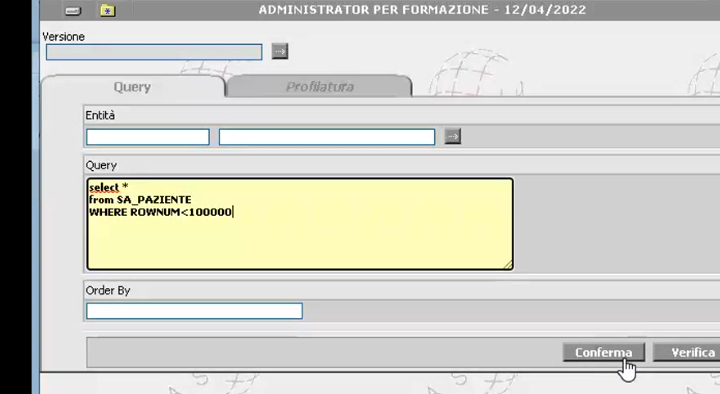 ADMINISTRATOR PER FORMAZIONE - 12/04/2022
Versione
Query
Profilatura
Entità
Query
select *
from SA_PAZIENTE
WHERE ROWNUM<100000
Order By
Conferma
Verifica